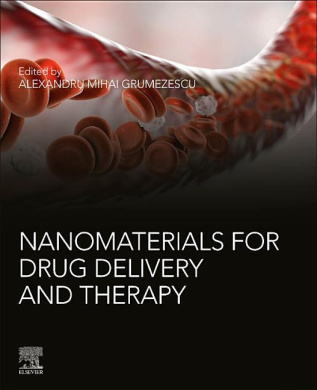 Edited by
ALEXANDRU MIHAI GRUMEZESCU
NANOMATERIALS FOR
DRUG DELIVERY
AND THERAPY
ELSEVIER